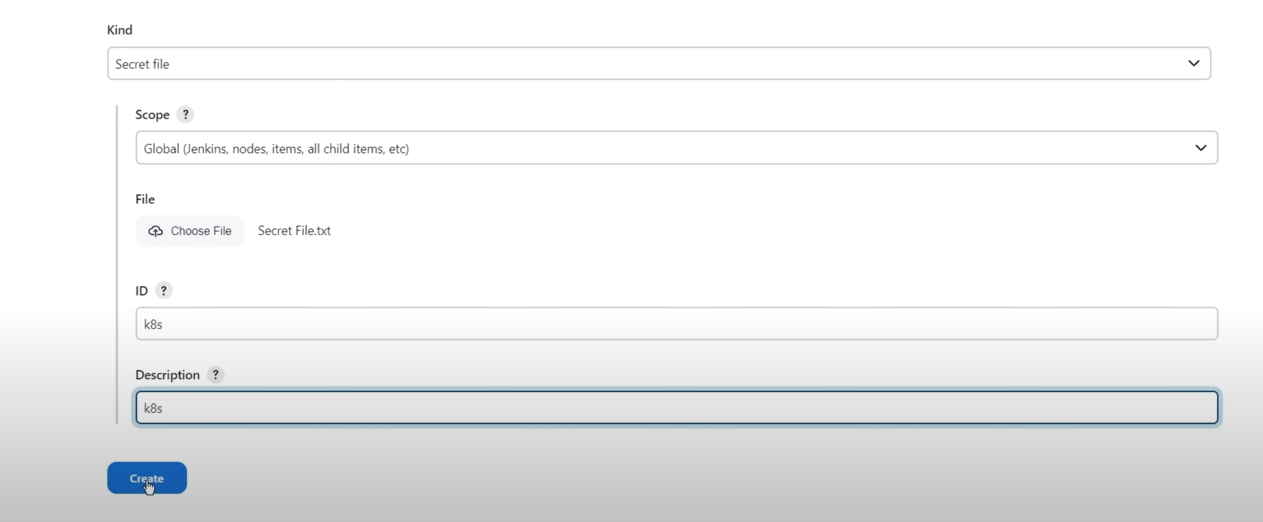 Kind
Secret file
Scope ?
Global (Jenkins, nodes, items, all child items, etc)
File
Choose File Secret File.txt
ID ?
k8s
Description ?
k8s
Create